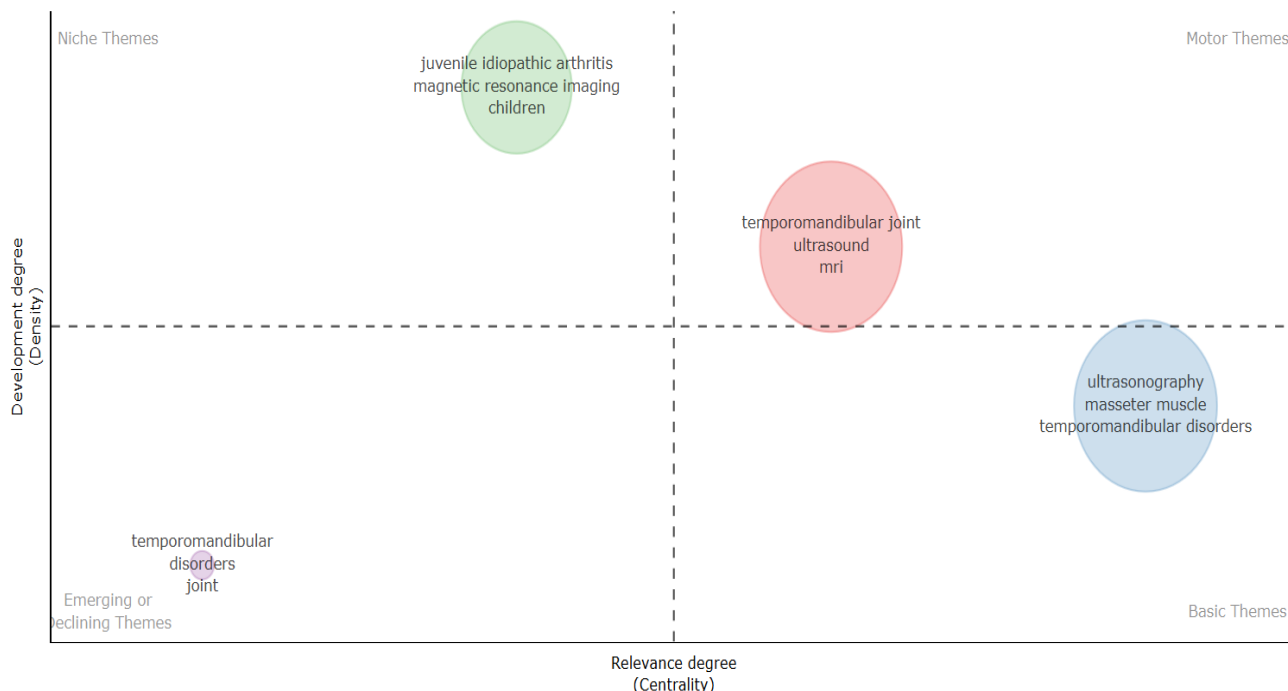 Niche Themes
Motor Themes
juvenile idiopathic arthritis
magnetic resonance imaging
children
temporomandibular joint
ultrasound
mri
Development degree
(Density)
ultrasonography
masseter muscle
temporomandibular disorders
temporomandibular
disorders
joint
Emerging or
Declining Themes
Basic Themes
Relevance degree
(Centrality)